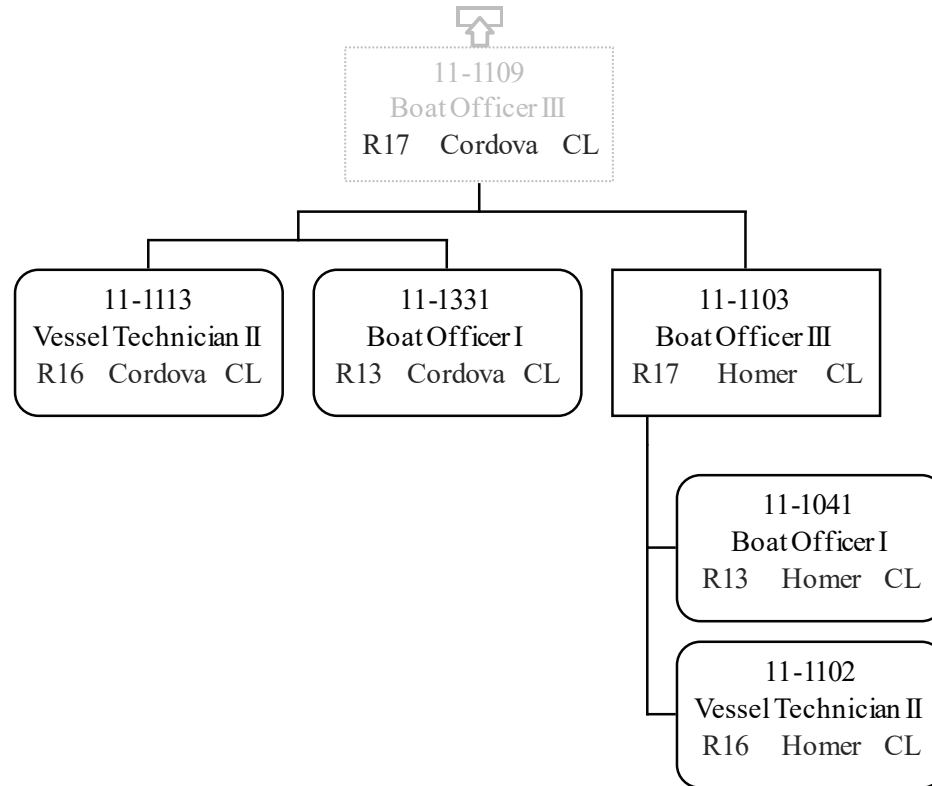 11-1109
Boat Officer III
R17 Cordova CL
11-1113
Vessel Technician II
R16 Cordova CL
11-1331
Boat Officer I
R13 Cordova CL
11-1103
Boat Officer III
R17 Homer CL
11-1041
Boat Officer I
R13 Homer CL
11-1102
Vessel Technician II
R16 Homer CL